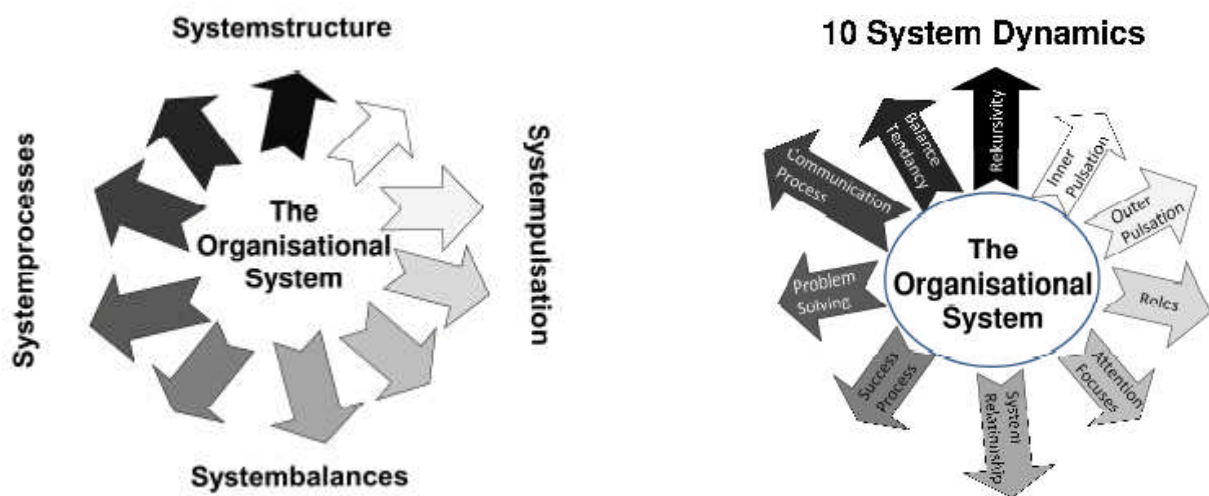 Systemstructure
Systemprocesses
The
Organisational
System
Systempulsation
Systembalances
10 System Dynamics
Communication
Process
Balance
Tendancy
Rekursivity
Inner
Pulsation
Outer
Pulsation
Problem
Solving
The
Organisational
System
Roles
Success
Process
System
Relatinuship
Attention
Focuses